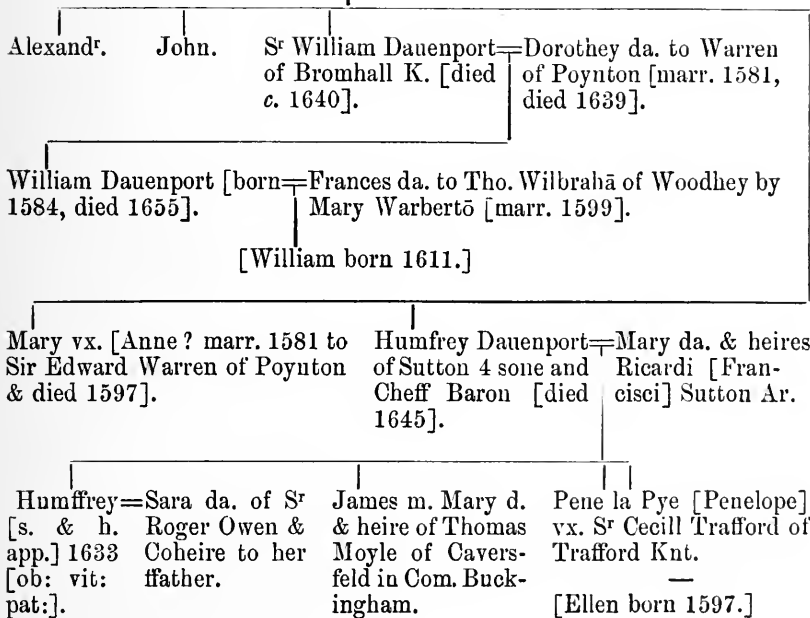 Alexandr.
John.
Sr William Dauenport=Dorothey da. to Warren
of Bromhall K. [died
of Poynton [marr. 1581,
c. 1640].
died 1639].
William Dauenport [born=Frances da. to Tho. Wilbrahā of Woodhey by
1584, died 1655].
Mary Warbertō [marr. 1599].
[William born 1611.]
Mary vx. [Anne? marr. 1581 to
Sir Edward Warren of Poynton
& died 1597].
Humfrey Dauenport=Mary da. & heires
of Sutton 4 sone and
Ricardi [Fran-
Cheff Baron [died
cisci] Sutton Ar.
1645].
Humffrey=Sara da. of Sr
[s. & h.
Roger Owen &
app.] 1633
Coheire to her
[ob: vit:
ffather.
pat:].
James m. Mary d.
& heire of Thomas
Moyle of Cavers-
feld in Com. Buck-
ingham.
Pene la Pye [Penelope]
vx. Sr Cecill Trafford of
Trafford Knt.
—
[Ellen born 1597.]